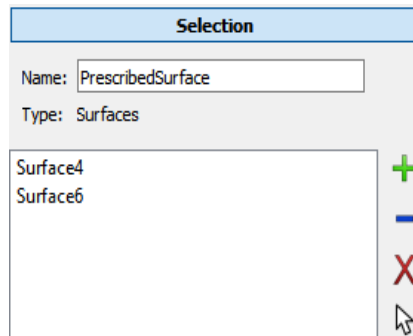 Selection
Name: PrescribedSurface
Type: Surfaces
Surface4
Surface6